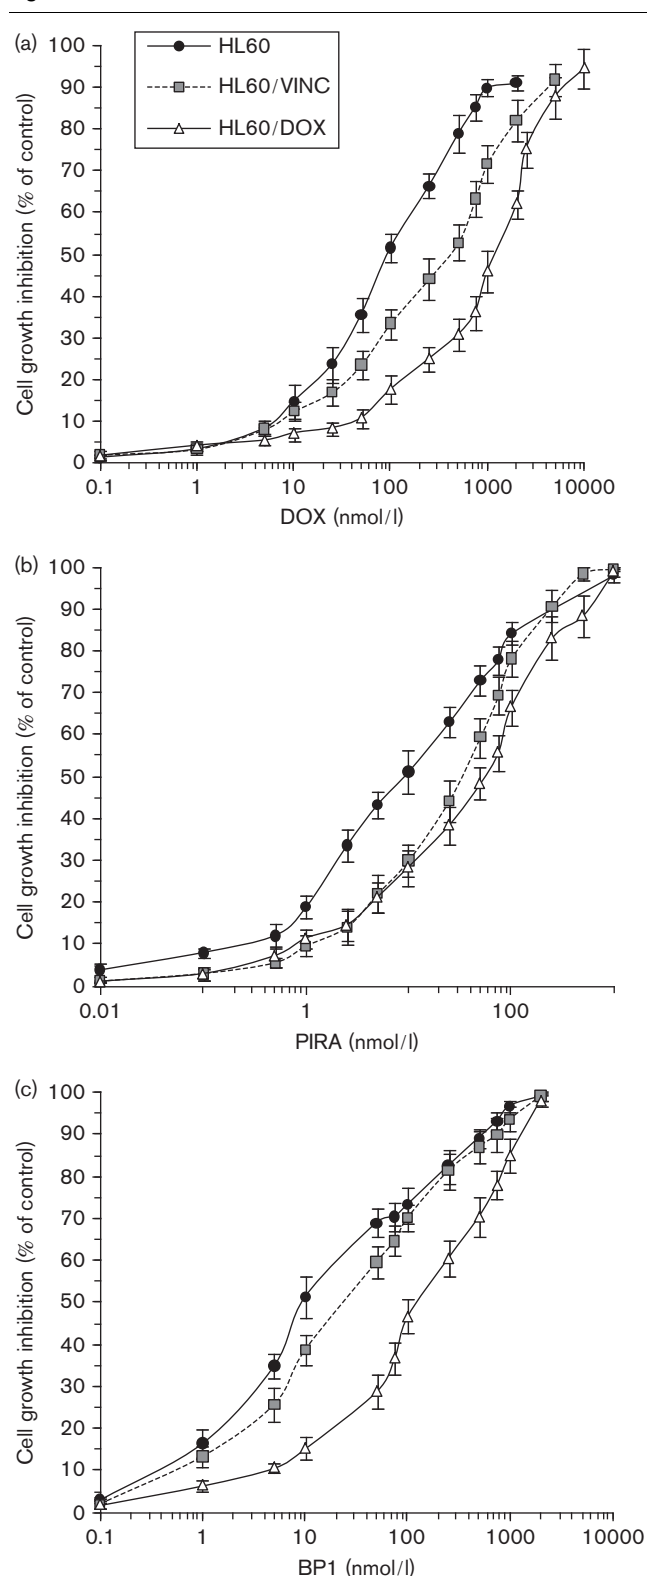 (a)
HL60
HL60/VINC
HL60/DOX
Cell growth inhibition (% of control)
100
90
80
70
60
50
40
30
20
10
0
0.1 1 10 100 1000 10000
DOX (nmol/l)
(b)
Cell growth inhibition (% of control)
100
90
80
70
60
50
40
30
20
10
0
0.01 1 100
PIRA (nmol/l)
(c)
Cell growth inhibition (% of control)
100
90
80
70
60
50
40
30
20
10
0
0.1 1 10 100 1000 10000
BP1 (nmol/l)